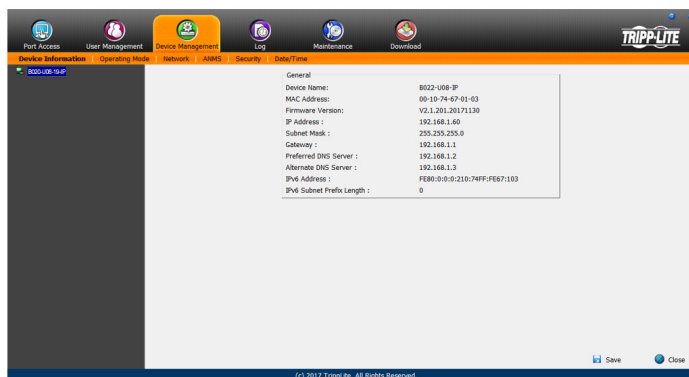 Port Access User Management Device Management Log Maintenance Download
TRIPP·LITE
Device Information Operating Mode Network ANMS Security Date/Time
B020-U08-19-IP
General
Device Name: B022-U08-IP
MAC Address: 00-10-74-67-01-03
Firmware Version: V2.1.201.20171130
IP Address : 192.168.1.60
Subnet Mask : 255.255.255.0
Gateway : 192.168.1.1
Preferred DNS Server : 192.168.1.2
Alternate DNS Server : 192.168.1.3
IPv6 Address : FE80:0:0:0:210:74FF:FE67:103
IPv6 Subnet Prefix Length : 0
Save Close
(c) 2017 TrippLite. All Rights Reserved.